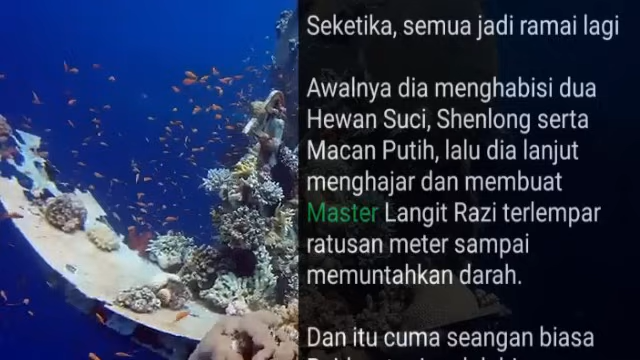 Seketika, semua jadi ramai lagi
Awalnya dia menghabisi dua
Hewan Suci, Shenlong serta
Macan Putih, lalu dia lanjut
menghajar dan membuat
Master Langit Razi terlempar
ratusan meter sampai
memuntahkan darah.
Dan itu cuma seangan biasa